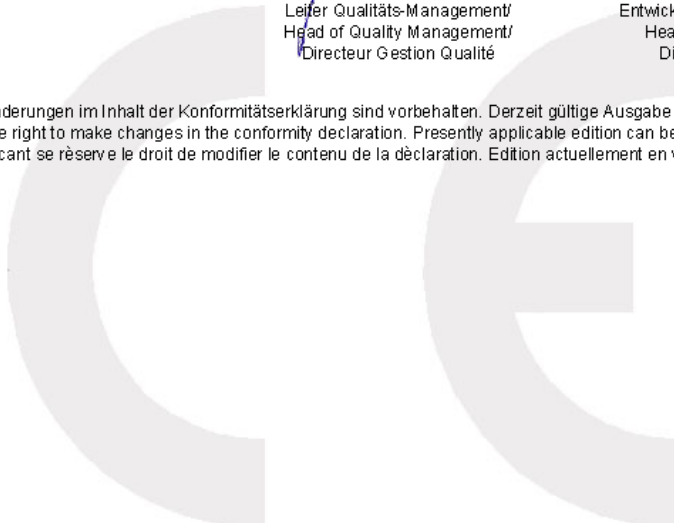 Leiter Qualitäts-Management/
Head of Quality Management/
Directeur Gestion Qualité
Entwick
Hea
Di
derungen im Inhalt der Konformitätserklärung sind vorbehalten. Derzeit gültige Ausgabe
e right to make changes in the conformity declaration. Presently applicable edition can be
cant se rèserve le droit de modifier le contenu de la dèclaration. Edition actuellement en v
CE